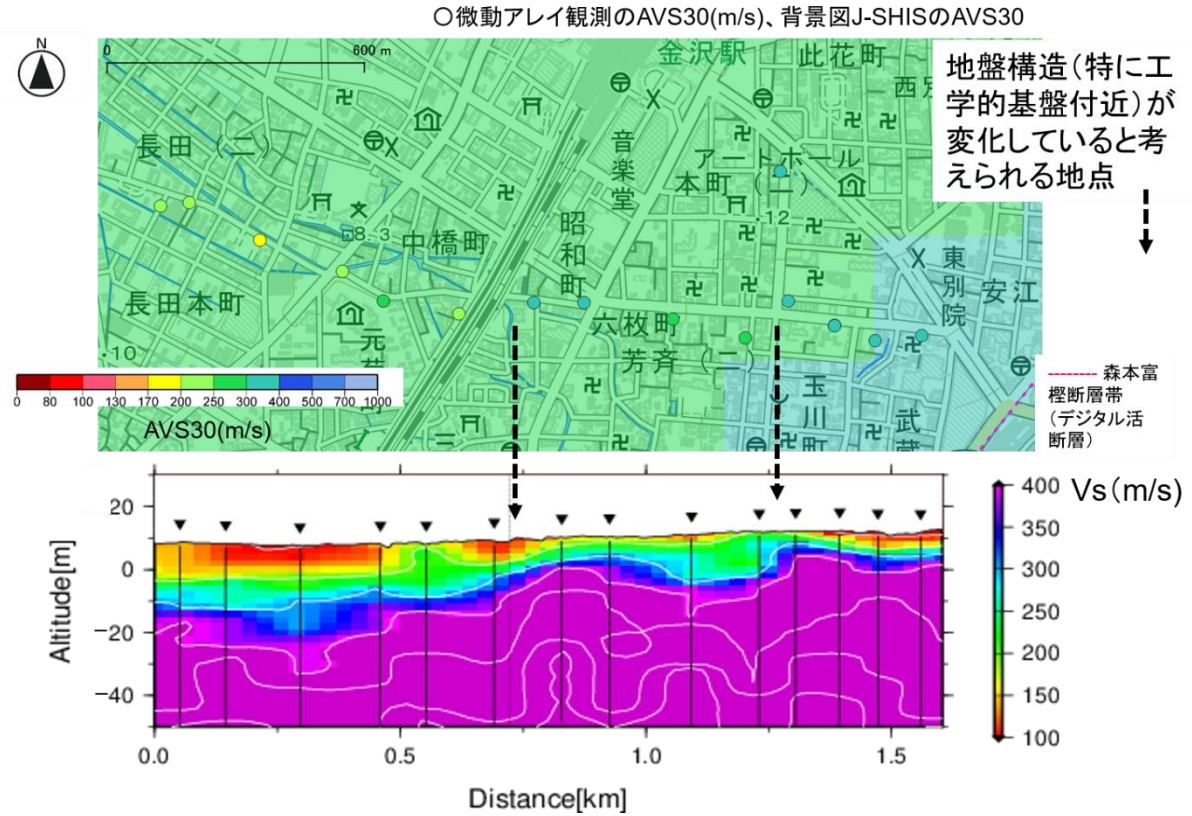 〇微動アレイ観測のAVS30(m/s)、背景図J-SHISのAVS30
N
0
600 m
金沢駅
此花町
西別
地盤構造(特に工
学的基盤付近)が
変化していると考
えられる地点
長田(二)
音楽堂
アートホール
本町(二)
.12
8.3
中橋町
昭和町
東別院
安江
長田本町
六枚町
芳斉(二)
元菊町
.10
玉川町
武蔵
森本富
樫断層帯
(デジタル活
断層)
0 80 100 130 170 200 250 300 400 500 700 1000
AVS30(m/s)
Vs(m/s)
20
0
−20
−40
Altitude[m]
0.0 0.5 1.0 1.5
Distance[km]
400
350
300
250
200
150
100